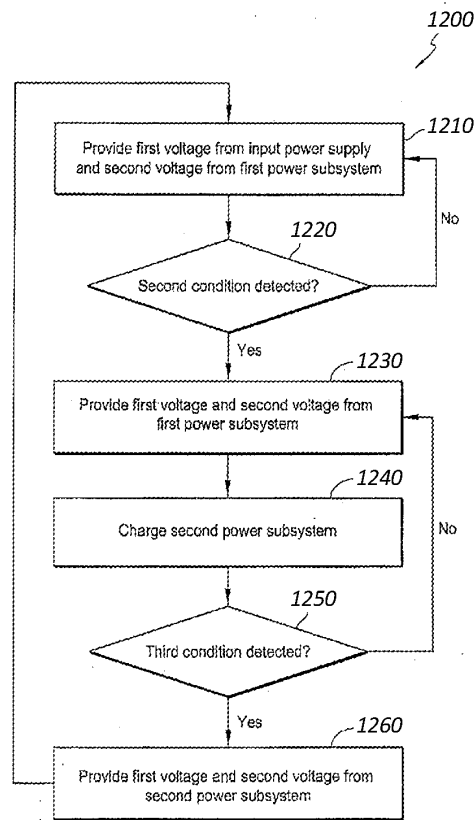 1200
1210
Provide first voltage from input power supply
and second voltage from first power subsystem
No
1220
Second condition detected?
Yes
1230
Provide first voltage and second voltage from
first power subsystem
1240
Charge second power subsystem
No
1250
Third condition detected?
Yes
1260
Provide first voltage and second voltage from
second power subsystem